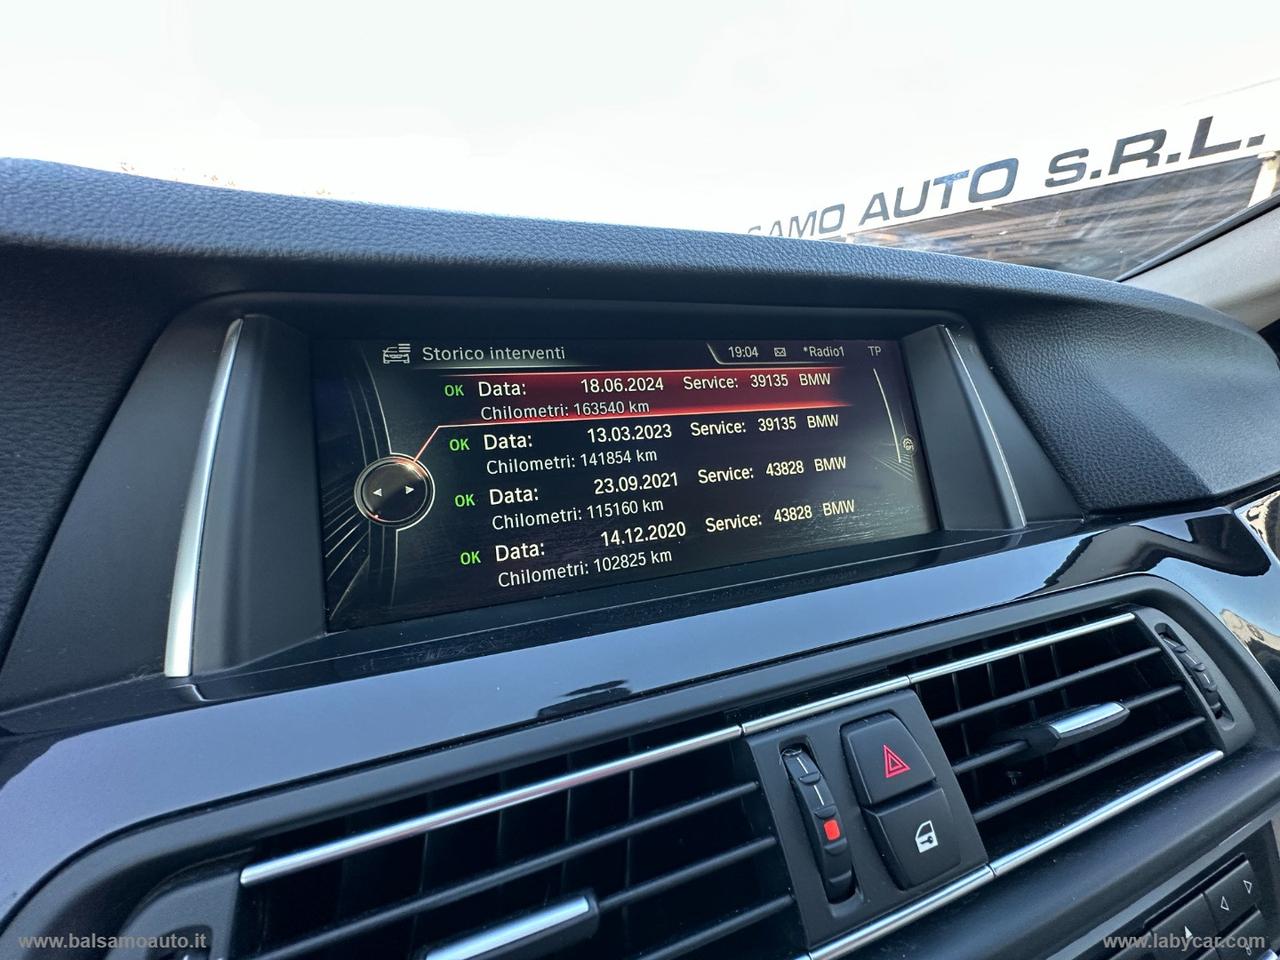 SAMO AUTO S.R.L.
Storico interventi 19:04 *Radio1 TP
OK Data: 18.06.2024 Service: 39135 BMW
Chilometri: 163540 km
OK Data: 13.03.2023 Service: 39135 BMW
Chilometri: 141854 km
OK Data: 23.09.2021 Service: 43828 BMW
Chilometri: 115160 km
OK Data: 14.12.2020 Service: 43828 BMW
Chilometri: 102825 km
www.balsamoauto.it
www.labycar.com